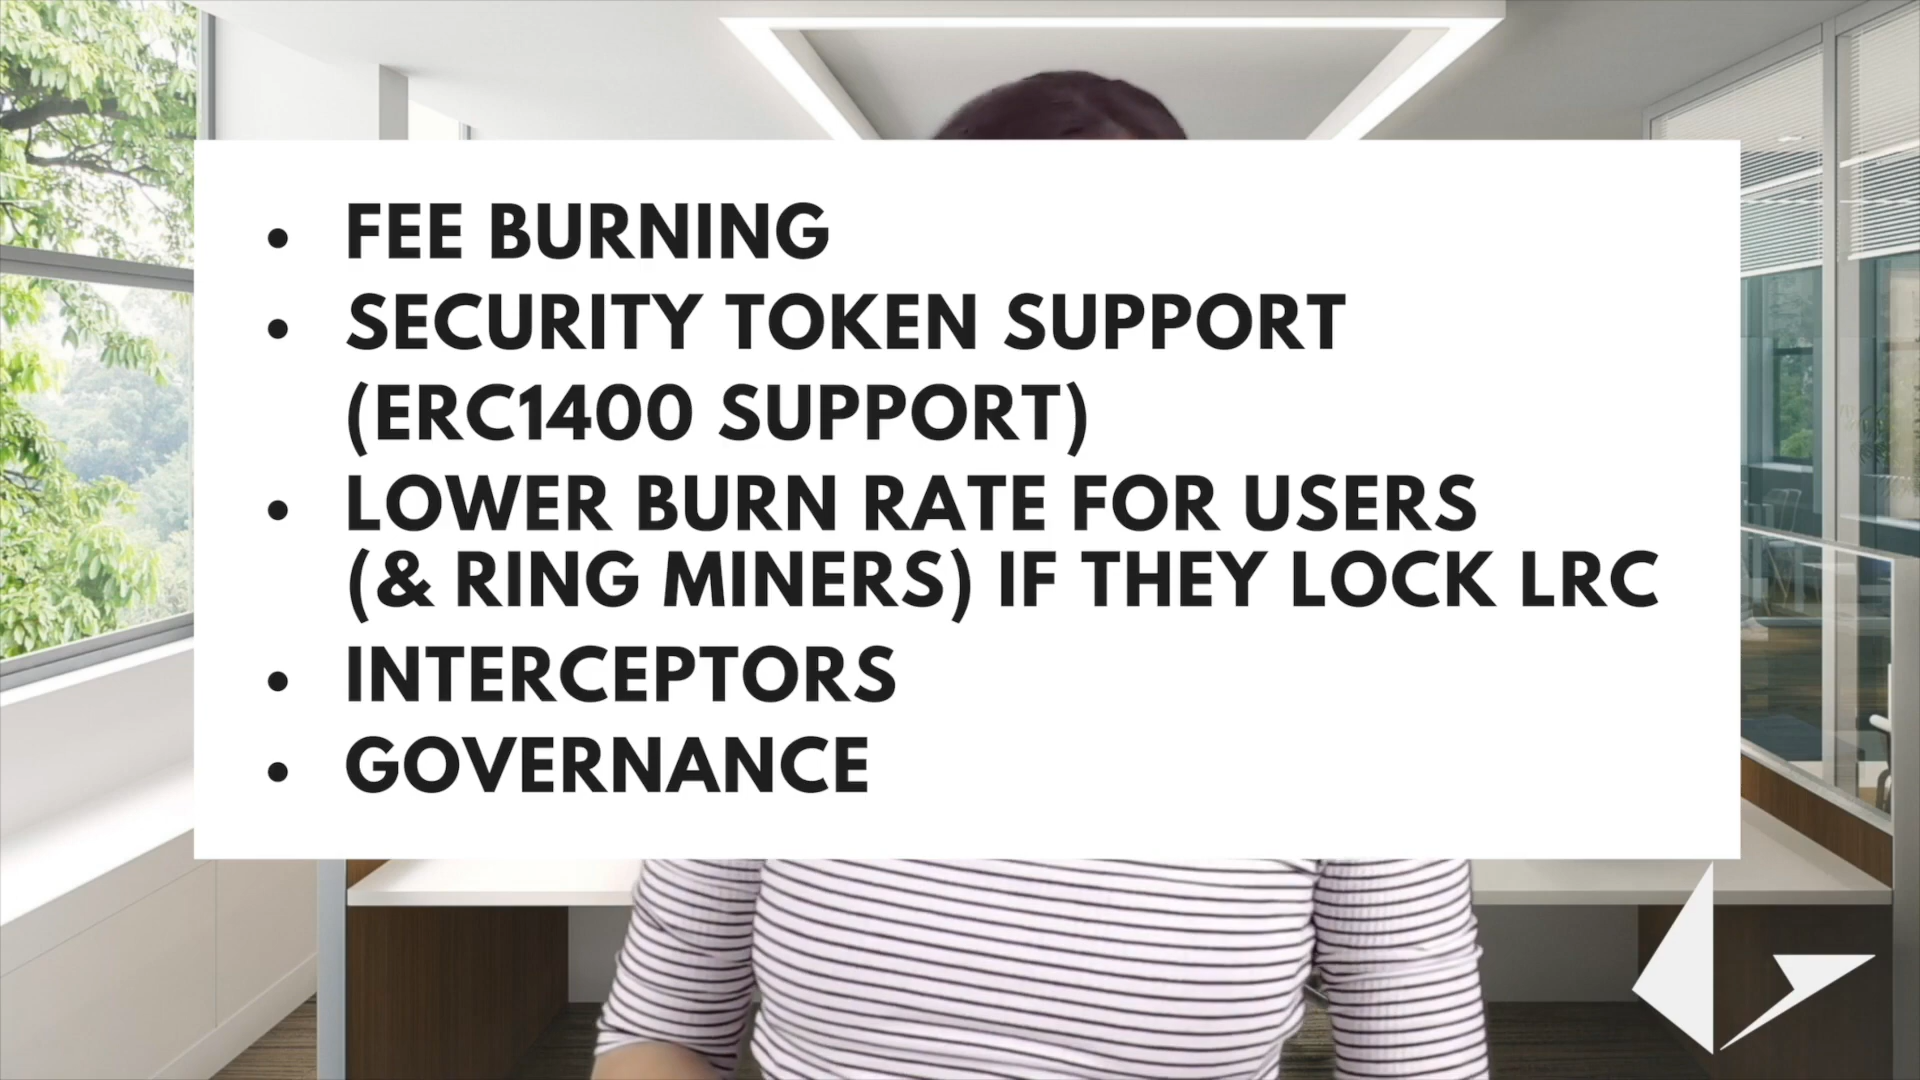 • FEE BURNING
• SECURITY TOKEN SUPPORT
(ERC1400 SUPPORT)
• LOWER BURN RATE FOR USERS
(& RING MINERS) IF THEY LOCK LRC
• INTERCEPTORS
• GOVERNANCE